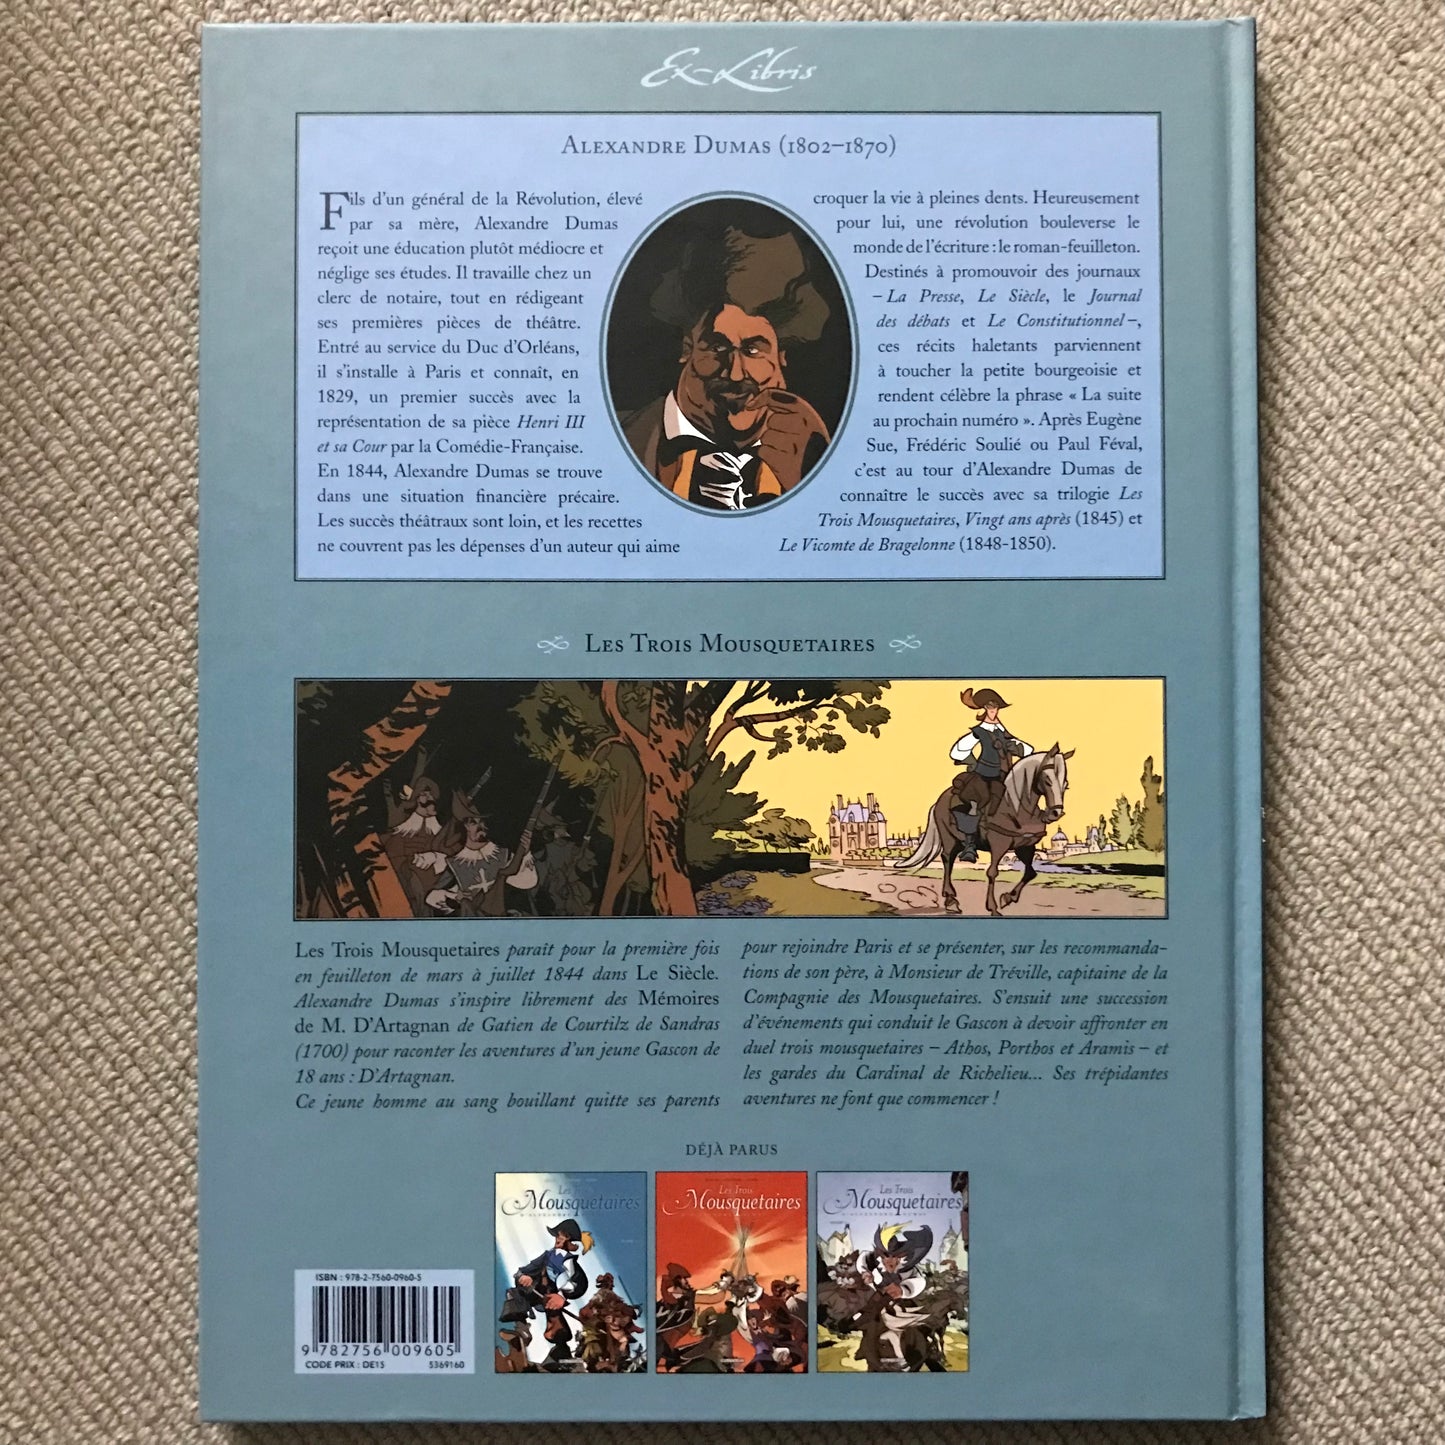 Ex-Libris
Alexandre Dumas (1802–1870)
Fils d'un général de la Révolution, élevé
par sa mère, Alexandre Dumas
reçoit une éducation plutôt médiocre et
néglige ses études. Il travaille chez un
clerc de notaire, tout en rédigeant
ses premières pièces de théâtre.
Entré au service du Duc d'Orléans,
il s'installe à Paris et connaît, en
1829, un premier succès avec la
représentation de sa pièce Henri III
et sa Cour par la Comédie-Française.
En 1844, Alexandre Dumas se trouve
dans une situation financière précaire.
Les succès théâtraux sont loin, et les recettes
ne couvrent pas les dépenses d'un auteur qui aime
croquer la vie à pleines dents. Heureusement
pour lui, une révolution bouleverse le
monde de l'écriture : le roman-feuilleton.
Destinés à promouvoir des journaux
– La Presse, Le Siècle, le Journal
des débats et Le Constitutionnel –,
ces récits haletants parviennent
à toucher la petite bourgeoisie et
rendent célèbre la phrase « La suite
au prochain numéro ». Après Eugène
Sue, Frédéric Soulié ou Paul Féval,
c'est au tour d'Alexandre Dumas de
connaître le succès avec sa trilogie Les
Trois Mousquetaires, Vingt ans après (1845) et
Le Vicomte de Bragelonne (1848-1850).
Les Trois Mousquetaires
Les Trois Mousquetaires paraît pour la première fois
en feuilleton de mars à juillet 1844 dans Le Siècle.
Alexandre Dumas s'inspire librement des Mémoires
de M. D'Artagnan de Gatien de Courtilz de Sandras
(1700) pour raconter les aventures d'un jeune Gascon de
18 ans : D'Artagnan.
Ce jeune homme au sang bouillant quitte ses parents
pour rejoindre Paris et se présenter, sur les recommanda-
tions de son père, à Monsieur de Tréville, capitaine de la
Compagnie des Mousquetaires. S'ensuit une succession
d'événements qui conduit le Gascon à devoir affronter en
duel trois mousquetaires – Athos, Porthos et Aramis – et
les gardes du Cardinal de Richelieu... Ses trépidantes
aventures ne font que commencer !
DÉJÀ PARUS
Les Trois
Mousquetaires
Les Trois
Mousquetaires
Les Trois
Mousquetaires
D'ALEXANDRE DUMAS
ISBN : 978-2-7560-0960-5
9 782756 009605
CODE PRIX : DE15 5369160